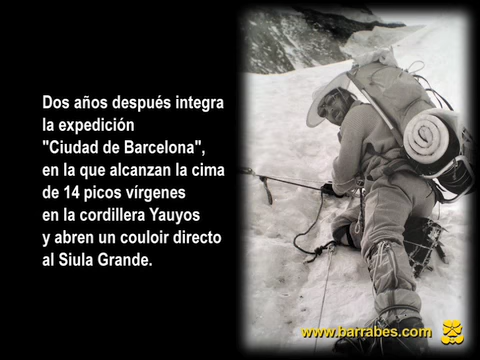 Dos años después integra
la expedición
"Ciudad de Barcelona",
en la que alcanzan la cima
de 14 picos vírgenes
en la cordillera Yauyos
y abren un couloir directo
al Siula Grande.
www.barrabes.com